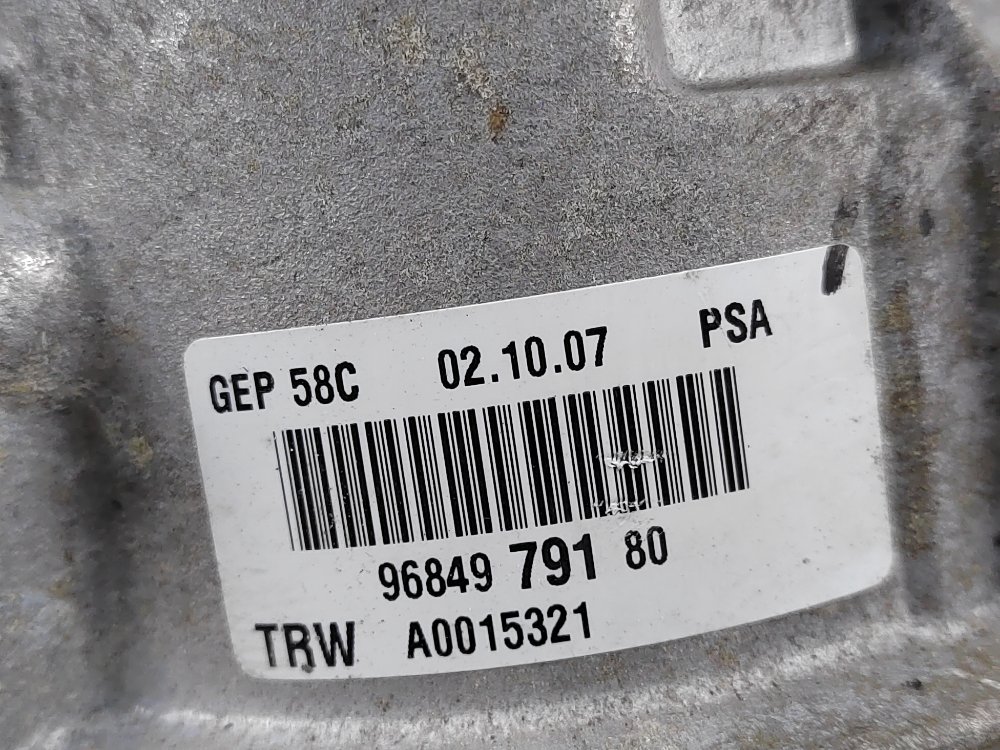 GEP 58C 02.10.07 PSA
96849 791 80
TRW A0015321